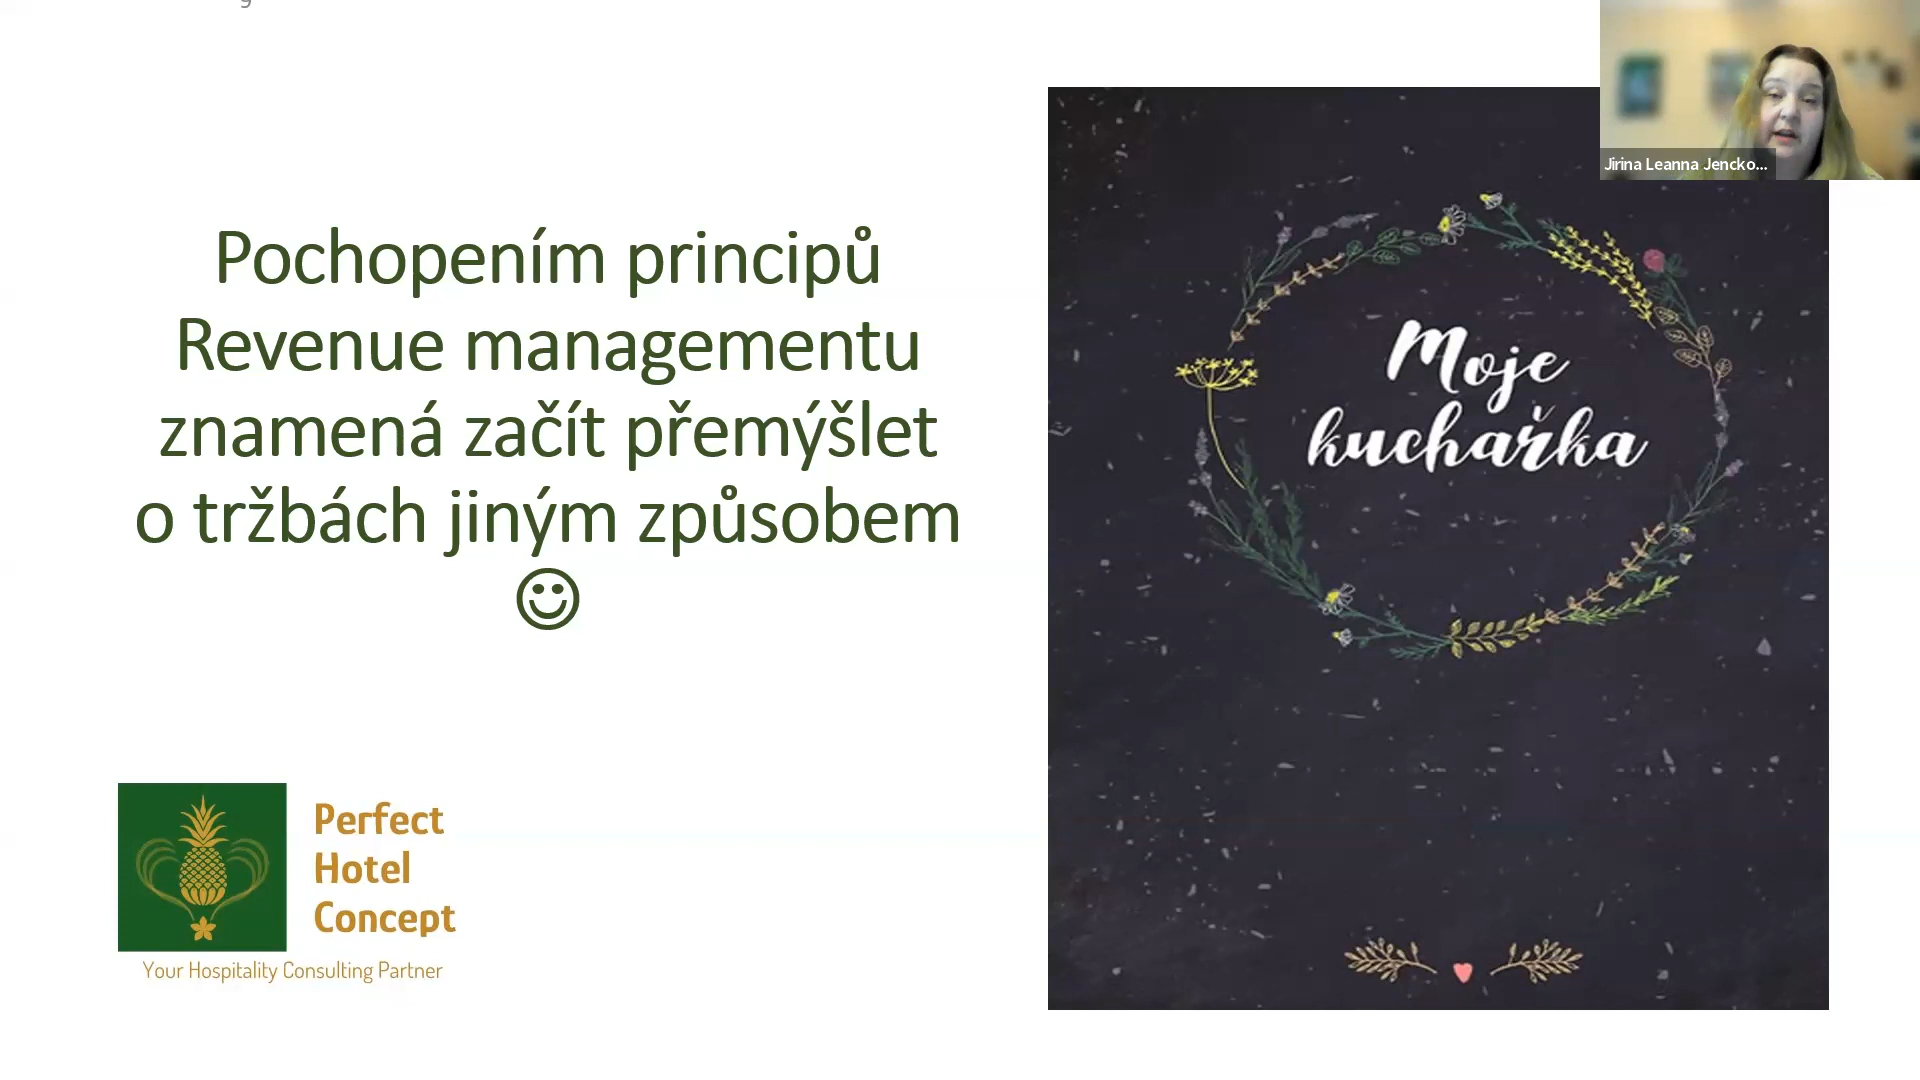 Pochopením principů
Revenue managementu
znamená začít přemýšlet
o tržbách jiným způsobem
☺
Moje
kuchařka
Jirina Leanna Jencko...
Perfect
Hotel
Concept
Your Hospitality Consulting Partner